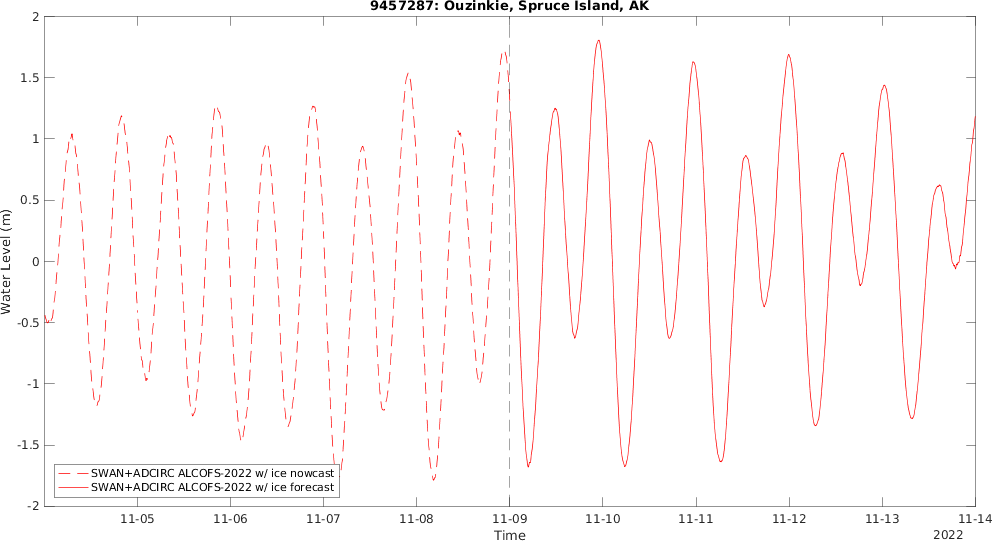 9457287: Ouzinkie, Spruce Island, AK
2
1.5
1
0.5
0
-0.5
-1
-1.5
-2
Water Level (m)
SWAN+ADCIRC ALCOFS-2022 w/ ice nowcast
SWAN+ADCIRC ALCOFS-2022 w/ ice forecast
11-05 11-06 11-07 11-08 11-09 11-10 11-11 11-12 11-13 11-14
Time
2022